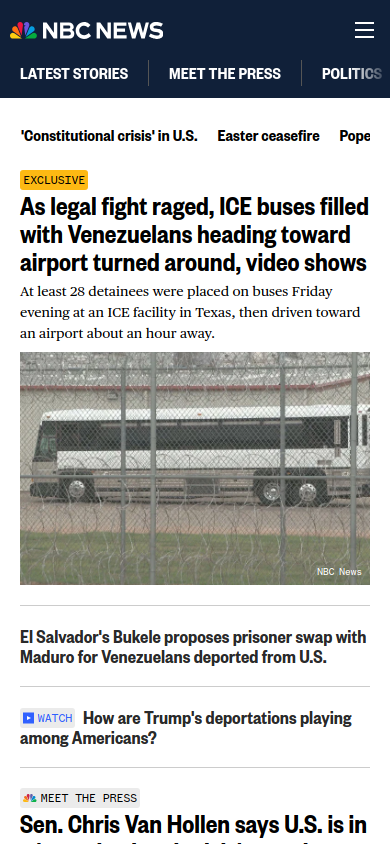 NBC NEWS
LATEST STORIES
MEET THE PRESS
POLITICS
'Constitutional crisis' in U.S.
Easter ceasefire
Pope
EXCLUSIVE
As legal fight raged, ICE buses filled
with Venezuelans heading toward
airport turned around, video shows
At least 28 detainees were placed on buses Friday
evening at an ICE facility in Texas, then driven toward
an airport about an hour away.
NBC News
El Salvador's Bukele proposes prisoner swap with
Maduro for Venezuelans deported from U.S.
WATCH How are Trump's deportations playing
among Americans?
MEET THE PRESS
Sen. Chris Van Hollen says U.S. is in